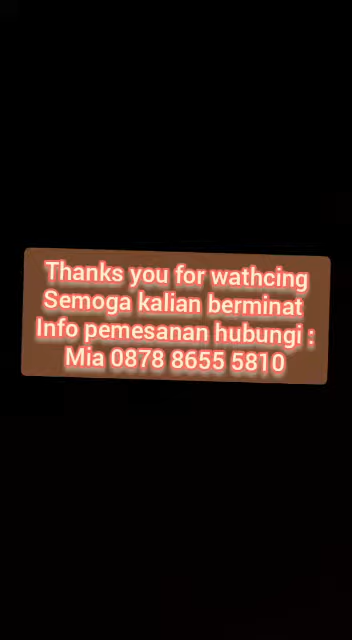 Thanks you for wathcing
Semoga kalian berminat
Info pemesanan hubungi :
Mia 0878 8655 5810